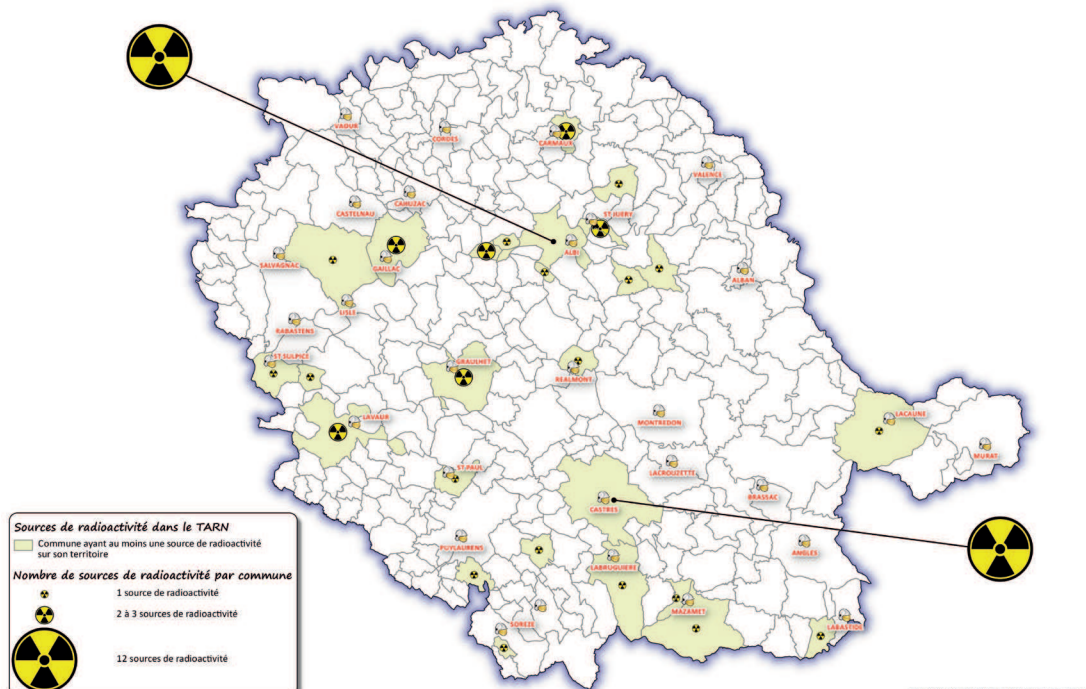 VAOUR
CORDES
CARMAUX
VALENCE
CAHUZAC
CASTELNAU
ST JUERY
ALBI
SALVAGNAC
GAILLAC
ALBAN
LISLE
RABASTENS
ST SULPICE
GRAULHET
REALMONT
LAVAUR
MONTREDON
LACAUNE
MURAT
ST PAUL
LACROUZETTE
BRASSAC
CASTRES
PUYLAURENS
ANGLES
LABRUGUIERE
MAZAMET
SOREZE
LABASTIDE
Sources de radioactivité dans le TARN
Commune ayant au moins une source de radioactivité
sur son territoire
Nombre de sources de radioactivité par commune
1 source de radioactivité
2 à 3 sources de radioactivité
12 sources de radioactivité